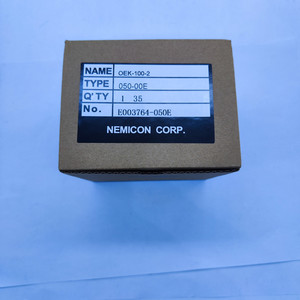 NAME OEK-100-2
TYPE 050-00E
Q'TY 1 35
No. E003764-050E
NEMICON CORP.